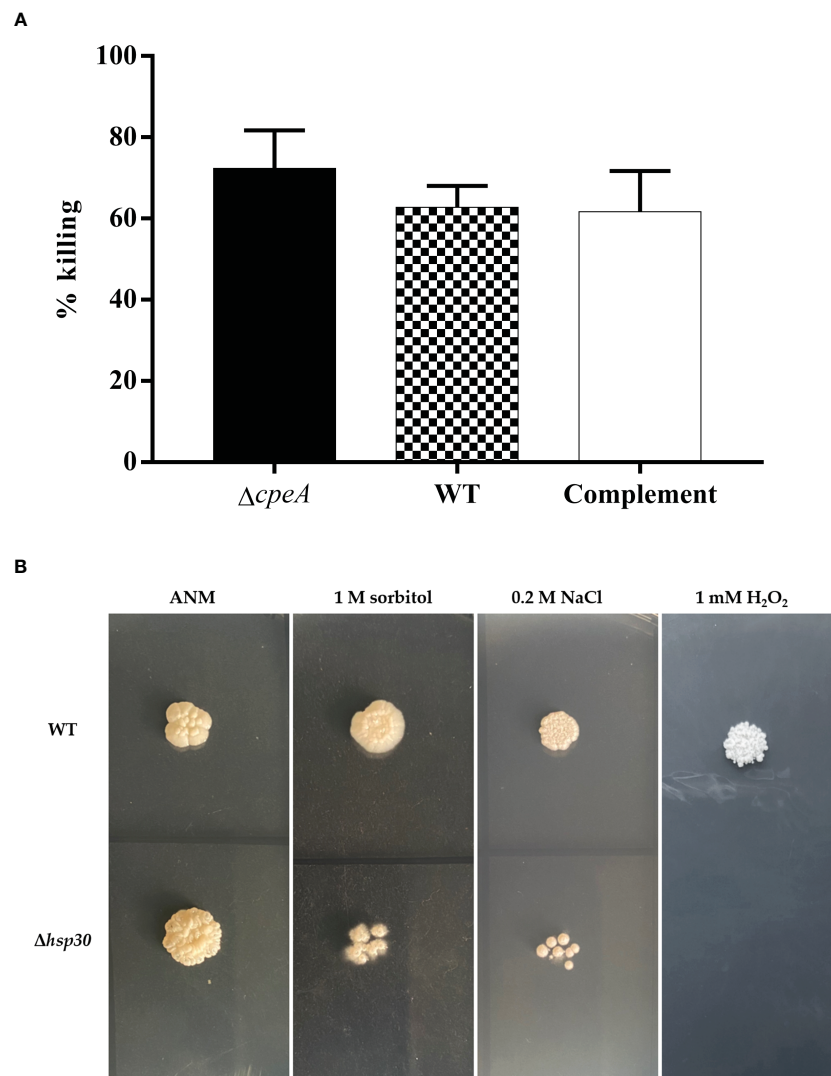 A
100
80
60
40
20
0
% killing
ΔcpeA WT Complement
B
ANM 1 M sorbitol 0.2 M NaCl 1 mM H₂O₂
WT
Δhsp30